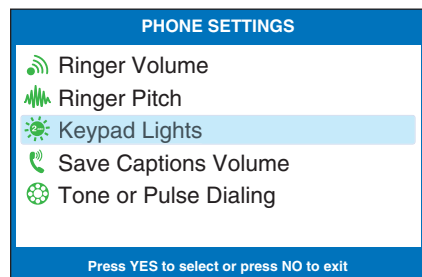 PHONE SETTINGS
Ringer Volume
Ringer Pitch
Keypad Lights
Save Captions Volume
Tone or Pulse Dialing
Press YES to select or press NO to exit